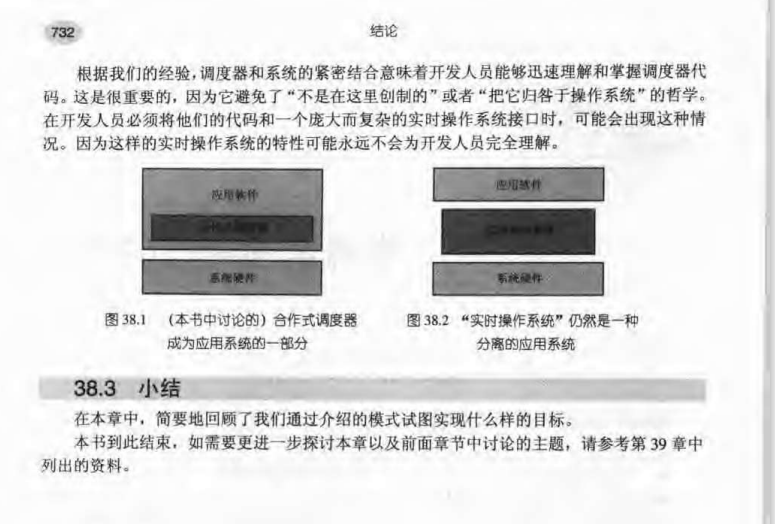 732
结论
根据我们的经验,调度器和系统的紧密结合意味着开发人员能够迅速理解和掌握调度器代
码。这是很重要的，因为它避免了“不是在这里创制的”或者“把它归咎于操作系统”的哲学。
在开发人员必须将他们的代码和一个庞大而复杂的实时操作系统接口时，可能会出现这种情
况。因为这样的实时操作系统的特性可能永远不会为开发人员完全理解。
应用软件
系统硬件
应用软件
系统硬件
图 38.1 （本书中讨论的）合作式调度器
成为应用系统的一部分
图 38.2 “实时操作系统”仍然是一种
分离的应用系统
38.3 小结
在本章中，简要地回顾了我们通过介绍的模式试图实现什么样的目标。
本书到此结束，如需要更进一步探讨本章以及前面章节中讨论的主题，请参考第 39 章中
列出的资料。